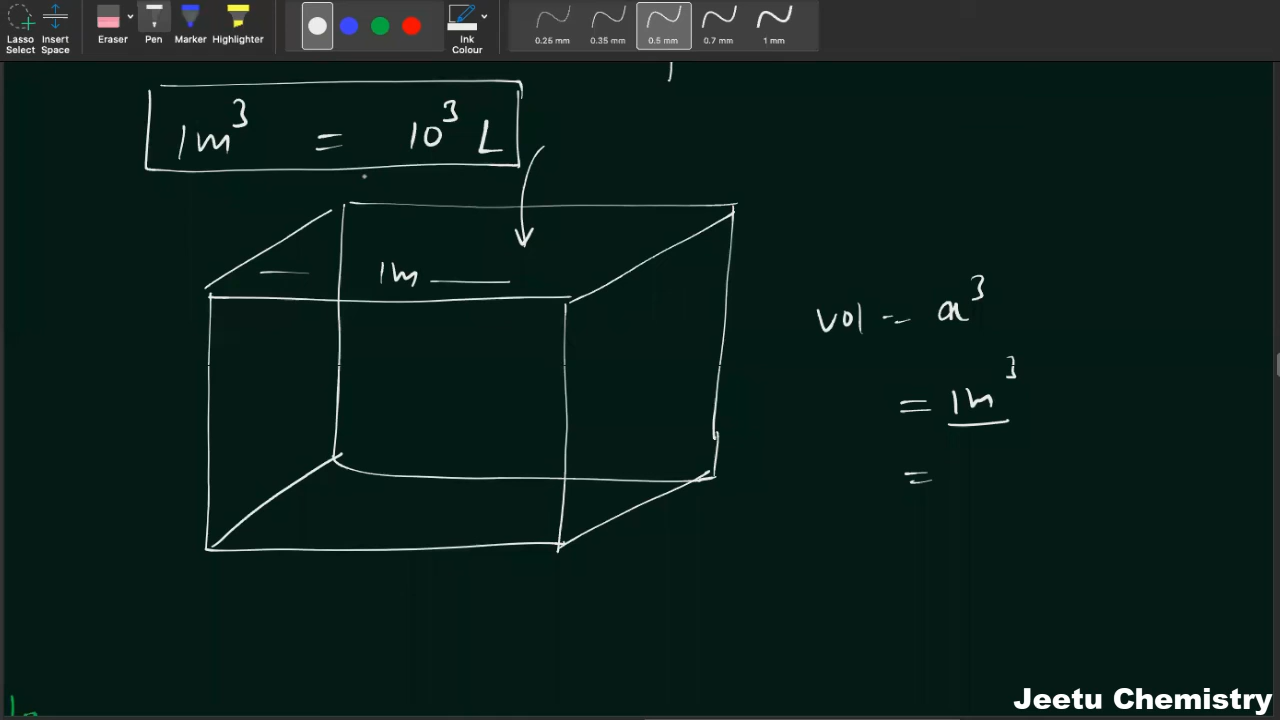 Lasso Select
Insert Space
Eraser
Pen
Marker
Highlighter
Ink Colour
0.25 mm
0.35 mm
0.5 mm
0.7 mm
1 mm
1m³ = 10³ L
1m
Vol = a³
= 1m³
=
Jeetu Chemistry